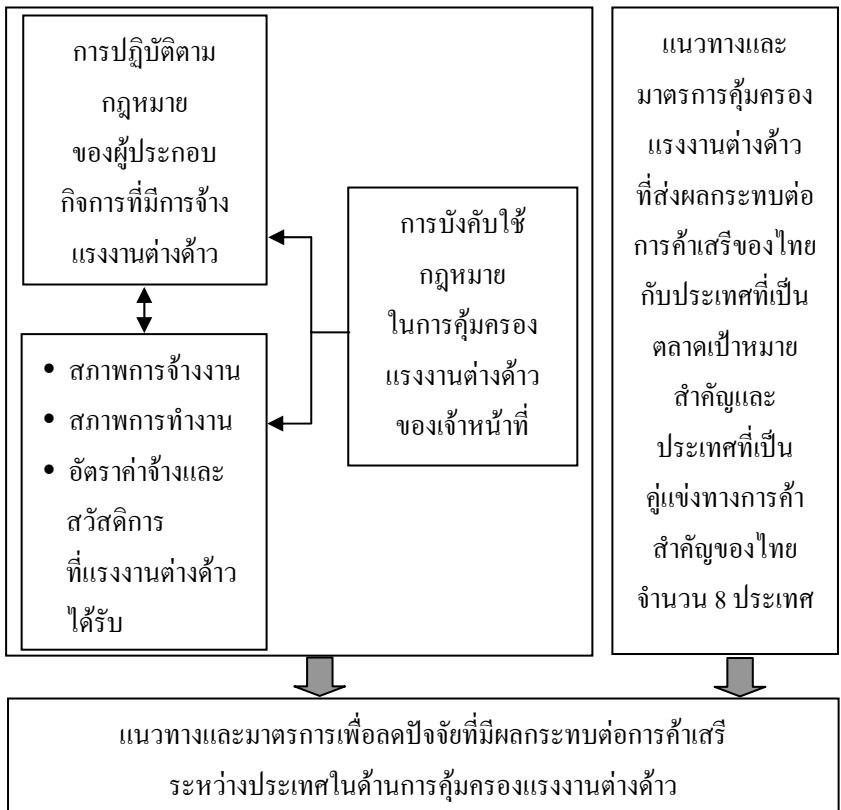 การปฏิบัติตาม
กฎหมาย
ของผู้ประกอบ
กิจการที่มีการจ้าง
แรงงานต่างด้าว
• สภาพการจ้างงาน
• สภาพการทำงาน
• อัตราค่าจ้างและ
สวัสดิการ
ที่แรงงานต่างด้าว
ได้รับ
การบังคับใช้
กฎหมาย
ในการคุ้มครอง
แรงงานต่างด้าว
ของเจ้าหน้าที่
แนวทางและ
มาตรการคุ้มครอง
แรงงานต่างด้าว
ที่ส่งผลกระทบต่อ
การค้าเสรีของไทย
กับประเทศที่เป็น
ตลาดเป้าหมาย
สำคัญและ
ประเทศที่เป็น
คู่แข่งทางการค้า
สำคัญของไทย
จำนวน 8 ประเทศ
แนวทางและมาตรการเพื่อลดปัจจัยที่มีผลกระทบต่อการค้าเสรี
ระหว่างประเทศในด้านการคุ้มครองแรงงานต่างด้าว